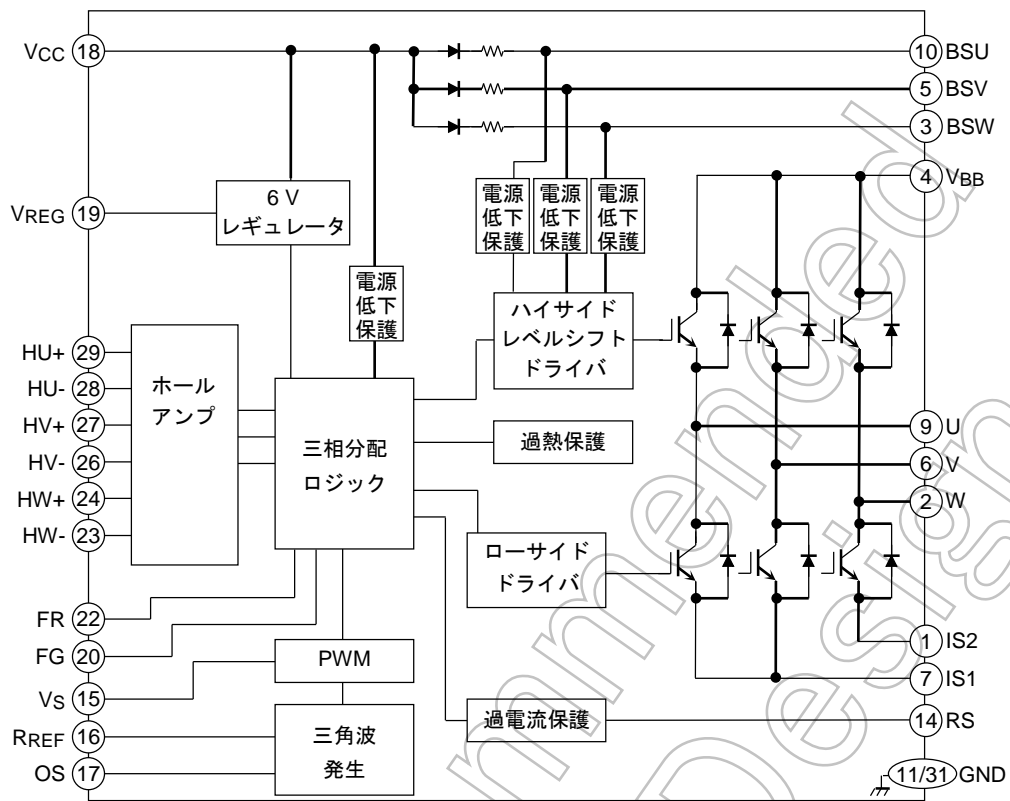 VCC 18
10 BSU
5 BSV
3 BSW
4 VBB
6 V
レギュレータ
VREG 19
電源
低下
保護
電源
低下
保護
電源
低下
保護
電源
低下
保護
ハイサイド
レベルシフト
ドライバ
HU+ 29
HU- 28
HV+ 27
HV- 26
HW+ 24
HW- 23
ホール
アンプ
三相分配
ロジック
過熱保護
9 U
6 V
2 W
ローサイド
ドライバ
FR 22
FG 20
VS 15
RREF 16
OS 17
PWM
三角波
発生
過電流保護
1 IS2
7 IS1
14 RS
11/31 GND
mmended
Design